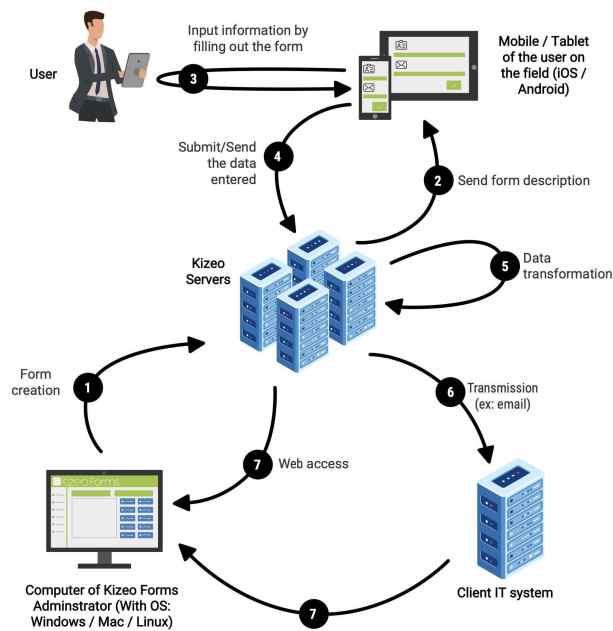 Input information by
filling out the form
User
3
Mobile / Tablet
of the user on
the field (iOS /
Android)
Submit/Send
the data
entered
4
2
Send form description
Kizeo
Servers
5
Data
transformation
Form
creation
1
6
Transmission
(ex: email)
7
Web access
KizeoForms
Computer of Kizeo Forms
Adminstrator (With OS:
Windows / Mac / Linux)
Client IT system
7